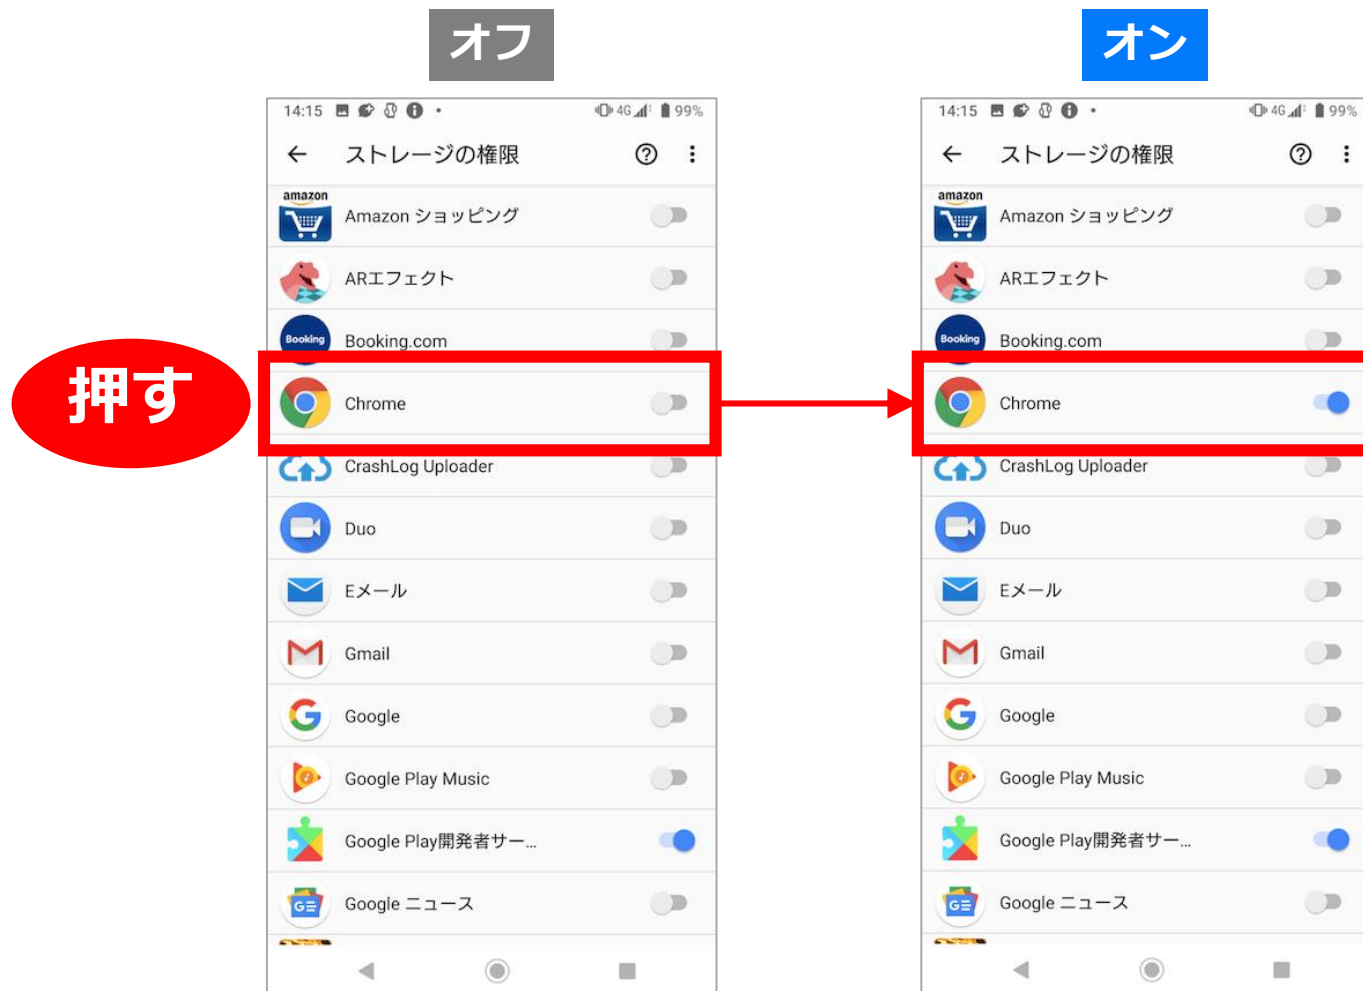 オフ
オン
14:15
4G
99%
ストレージの権限
amazon
Amazon ショッピング
ARエフェクト
Booking
Booking.com
Chrome
CrashLog Uploader
Duo
Eメール
Gmail
Google
Google Play Music
Google Play開発者サー...
GE
Google ニュース
押す
14:15
4G
99%
ストレージの権限
amazon
Amazon ショッピング
ARエフェクト
Booking
Booking.com
Chrome
CrashLog Uploader
Duo
Eメール
Gmail
Google
Google Play Music
Google Play開発者サー...
GE
Google ニュース